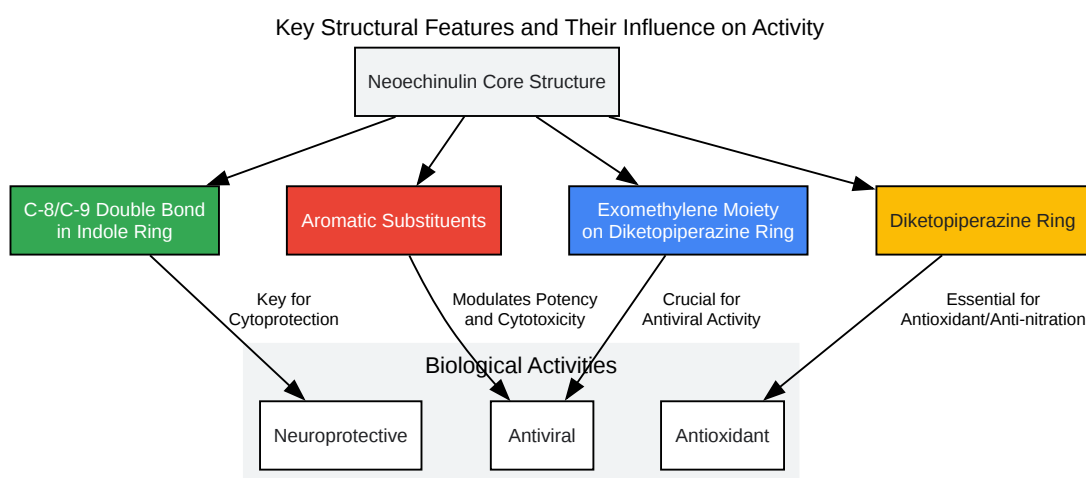 Key Structural Features and Their Influence on Activity
Neoechinulin Core Structure
C-8/C-9 Double Bond
in Indole Ring
Aromatic Substituents
Exomethylene Moiety
on Diketopiperazine Ring
Diketopiperazine Ring
Key for
Cytoprotection
Modulates Potency
and Cytotoxicity
Crucial for
Antiviral Activity
Essential for
Antioxidant/Anti-nitration
Biological Activities
Neuroprotective
Antiviral
Antioxidant